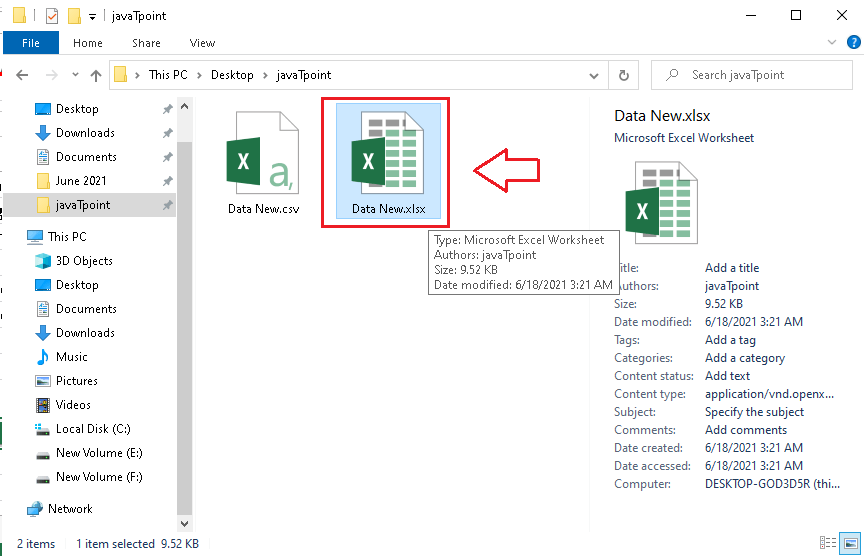 javaTpoint
File Home Share View
This PC Desktop javaTpoint
Search javaTpoint
Desktop
Downloads
Documents
June 2021
javaTpoint
This PC
3D Objects
Desktop
Documents
Downloads
Music
Pictures
Videos
Local Disk (C:)
New Volume (E:)
New Volume (F:)
Network
X a,
Data New.csv
X
Data New.xlsx
Type: Microsoft Excel Worksheet
Authors: javaTpoint
Size: 9.52 KB
Date modified: 6/18/2021 3:21 AM
Data New.xlsx
Microsoft Excel Worksheet
X
Title: Add a title
Authors: javaTpoint
Size: 9.52 KB
Date modified: 6/18/2021 3:21 AM
Tags: Add a tag
Categories: Add a category
Content status: Add text
Content type: application/vnd.openx...
Subject: Specify the subject
Comments: Add comments
Date created: 6/18/2021 3:21 AM
Date accessed: 6/18/2021 3:21 AM
Computer: DESKTOP-GOD3D5R (thi...
2 items 1 item selected 9.52 KB